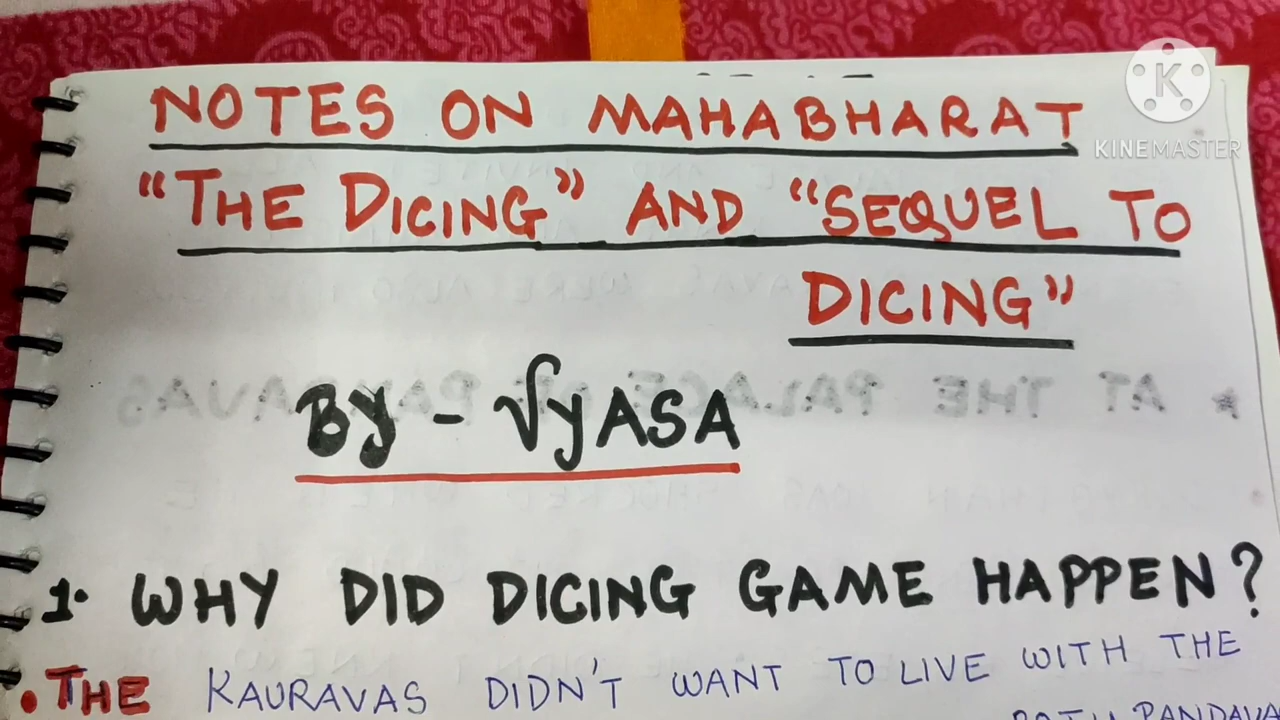 NOTES ON MAHABHARAT
"THE DICING" AND "SEQUEL TO
DICING"
BY - VYASA
1. WHY DID DICING GAME HAPPEN?
• THE KAURAVAS DIDN'T WANT TO LIVE WITH THE
K
KINEMASTER